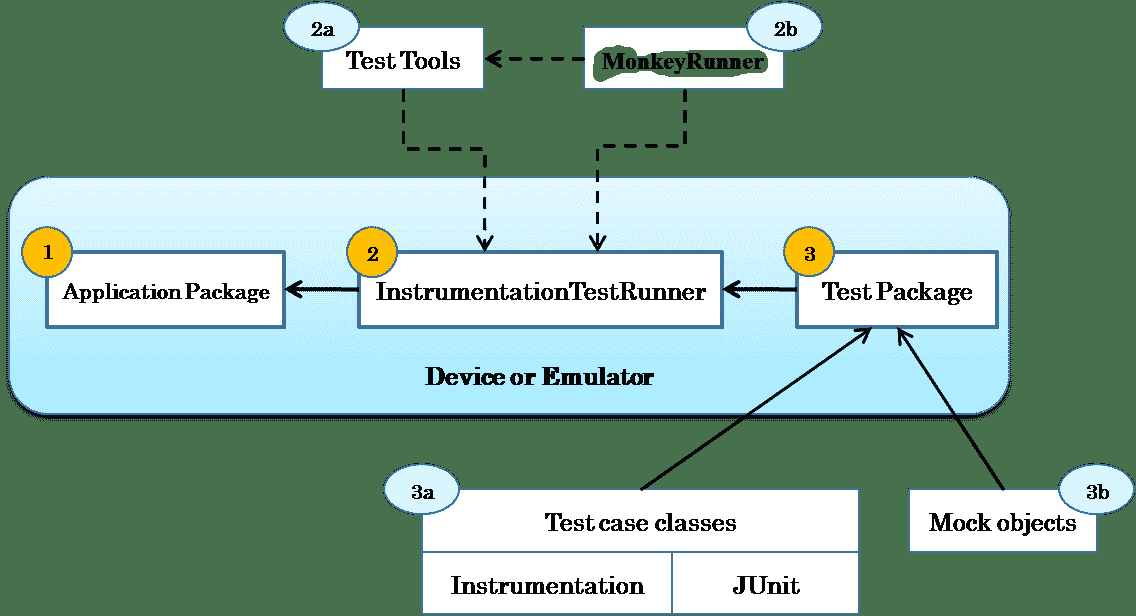 2a
Test Tools
2b
MonkeyRunner
1
Application Package
2
InstrumentationTestRunner
3
Test Package
Device or Emulator
3a
Test case classes
Instrumentation
JUnit
3b
Mock objects